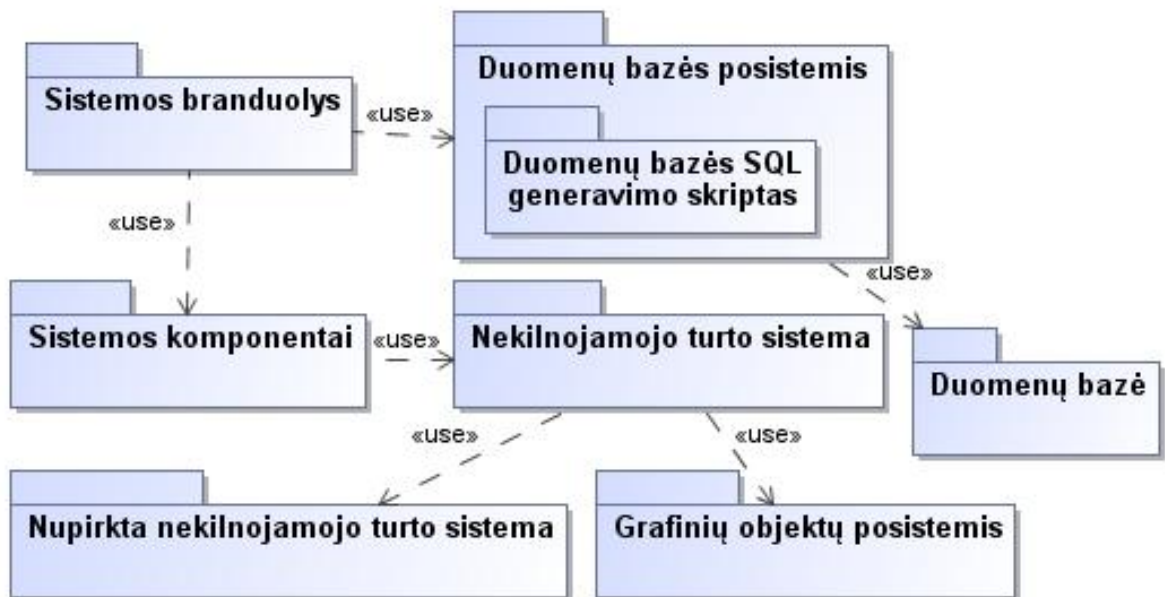 Duomenų bazės posistemis
Sistemos branduolys
«use»
Duomenų bazės SQL
generavimo skriptas
«use»
«use»
Sistemos komponentai
«use»
Nekilnojamojo turto sistema
Duomenų bazė
«use»
«use»
Nupirkta nekilnojamojo turto sistema
Grafinių objektų posistemis